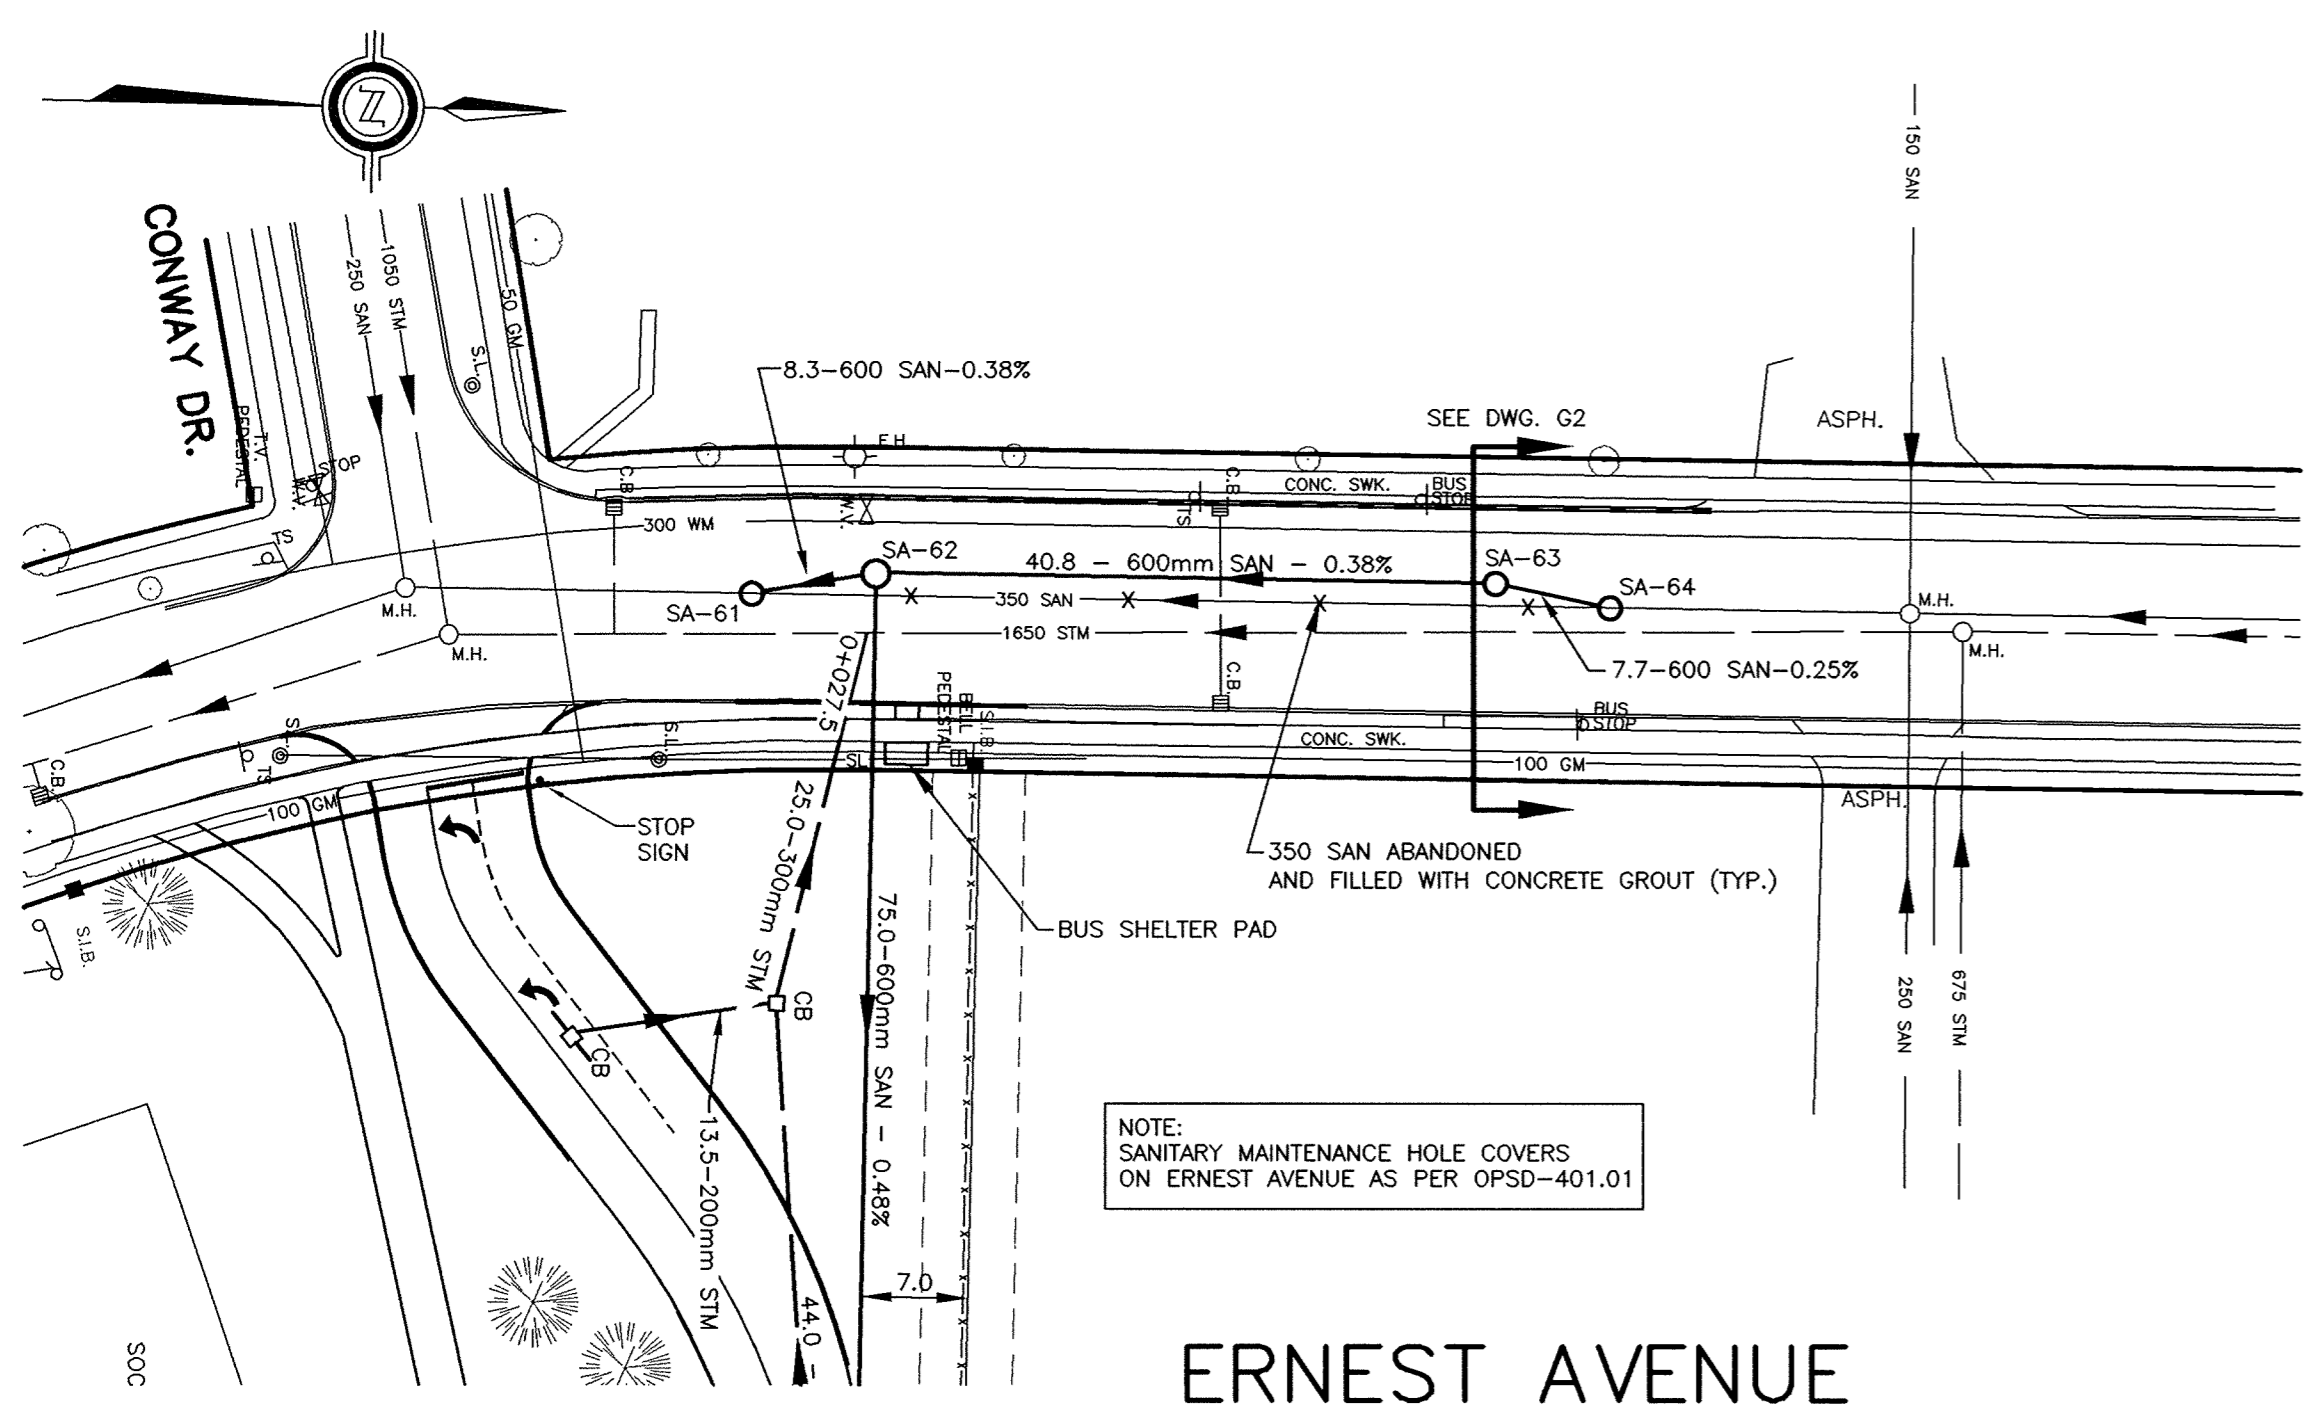 Z
CONWAY DR.
250 SAN
1050 STM
50 GM
S.L.
150 SAN
8.3-600 SAN-0.38%
SEE DWG. G2
ASPH.
T.V.
PEDESTAL
STOP
W.V.
TS
F.H.
C.B.
W.V.
TS
C.B.
CONC. SWK.
BUS
STOP
300 WM
SA-62
40.8 - 600mm SAN - 0.38%
SA-63
SA-64
SA-61
350 SAN
M.H.
M.H.
M.H.
M.H.
1650 STM
7.7-600 SAN-0.25%
0+027.5
C.B.
PEDESTAL
BELL
S.I.B.
BUS
STOP
S.L.
S.L.
TS
C.B.
SL
CONC. SWK.
100 GM
100 GM
ASPH.
STOP
SIGN
25.0-300mm STM
350 SAN ABANDONED
AND FILLED WITH CONCRETE GROUT (TYP.)
BUS SHELTER PAD
S.I.B.
75.0-600mm SAN - 0.48%
CB
CB
250 SAN
675 STM
13.5-200mm STM
NOTE:
SANITARY MAINTENANCE HOLE COVERS
ON ERNEST AVENUE AS PER OPSD-401.01
7.0
44.0 -
SOC
ERNEST AVENUE